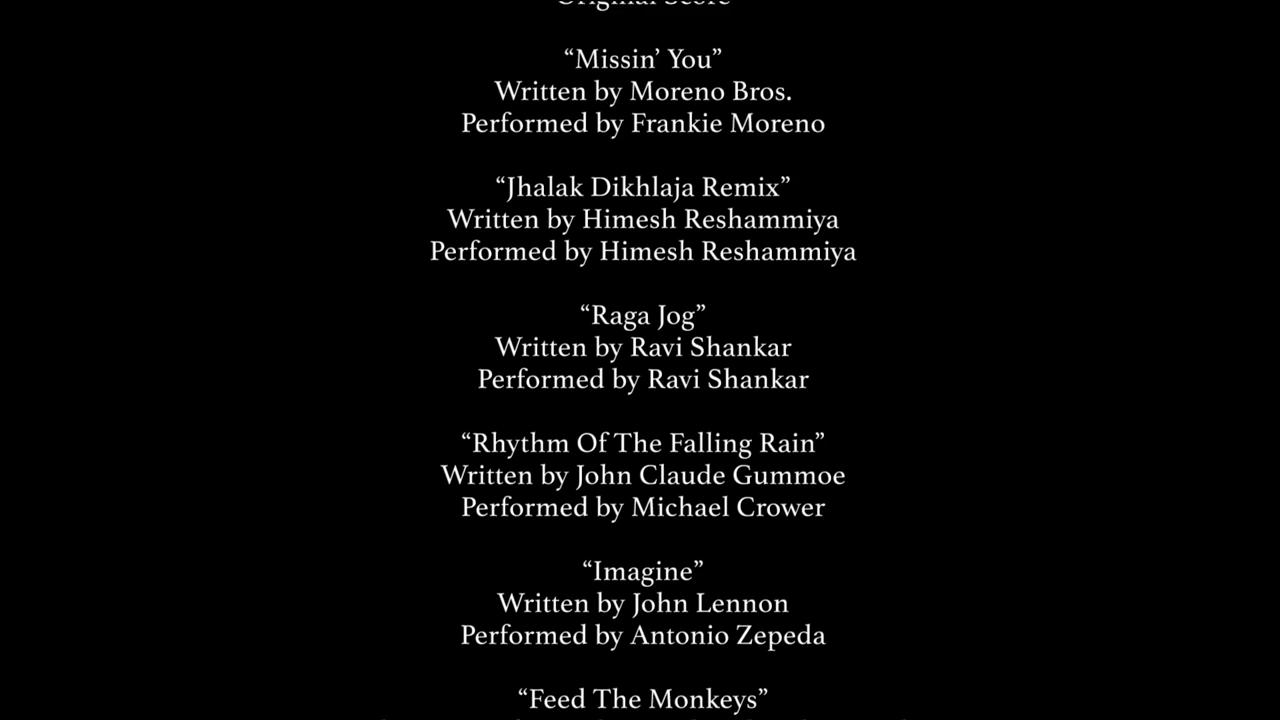 Original Score
“Missin’ You”
Written by Moreno Bros.
Performed by Frankie Moreno
“Jhalak Dikhlaja Remix”
Written by Himesh Reshammiya
Performed by Himesh Reshammiya
“Raga Jog”
Written by Ravi Shankar
Performed by Ravi Shankar
“Rhythm Of The Falling Rain”
Written by John Claude Gummoe
Performed by Michael Crower
“Imagine”
Written by John Lennon
Performed by Antonio Zepeda
“Feed The Monkeys”